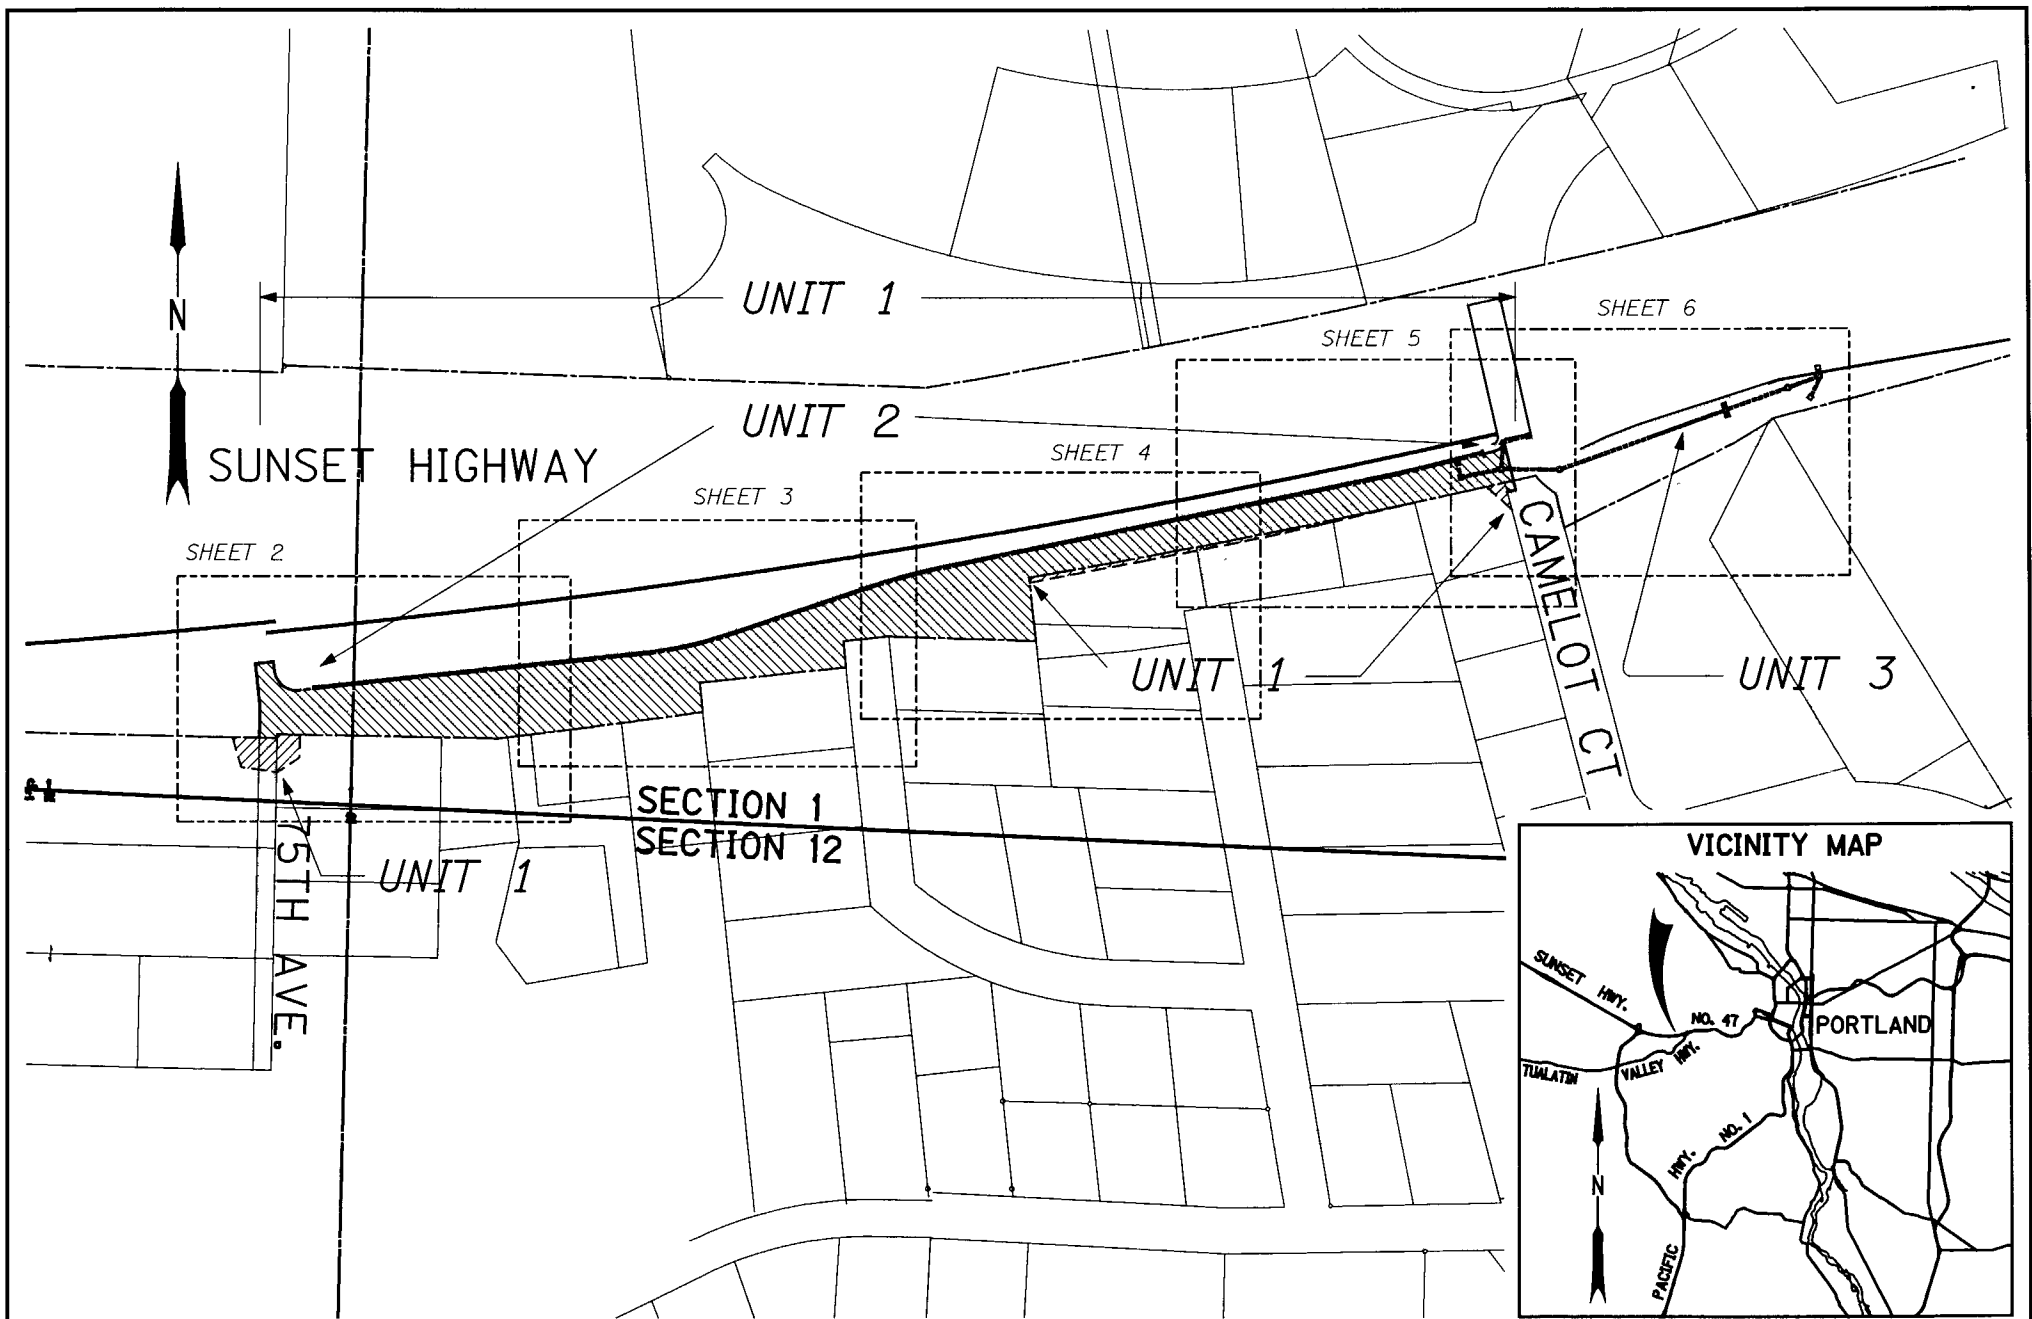 UNIT 1
SHEET 6
N
SHEET 5
UNIT 2
SHEET 4
SUNSET HIGHWAY
SHEET 3
CAMELOT CT
SHEET 2
UNIT 1
UNIT 3
SECTION 1
SECTION 12
75TH AVE.
UNIT 1
VICINITY MAP
SUNSET HWY.
NO. 47
PORTLAND
TUALATIN VALLEY HWY.
N
PACIFIC HWY. NO. 1